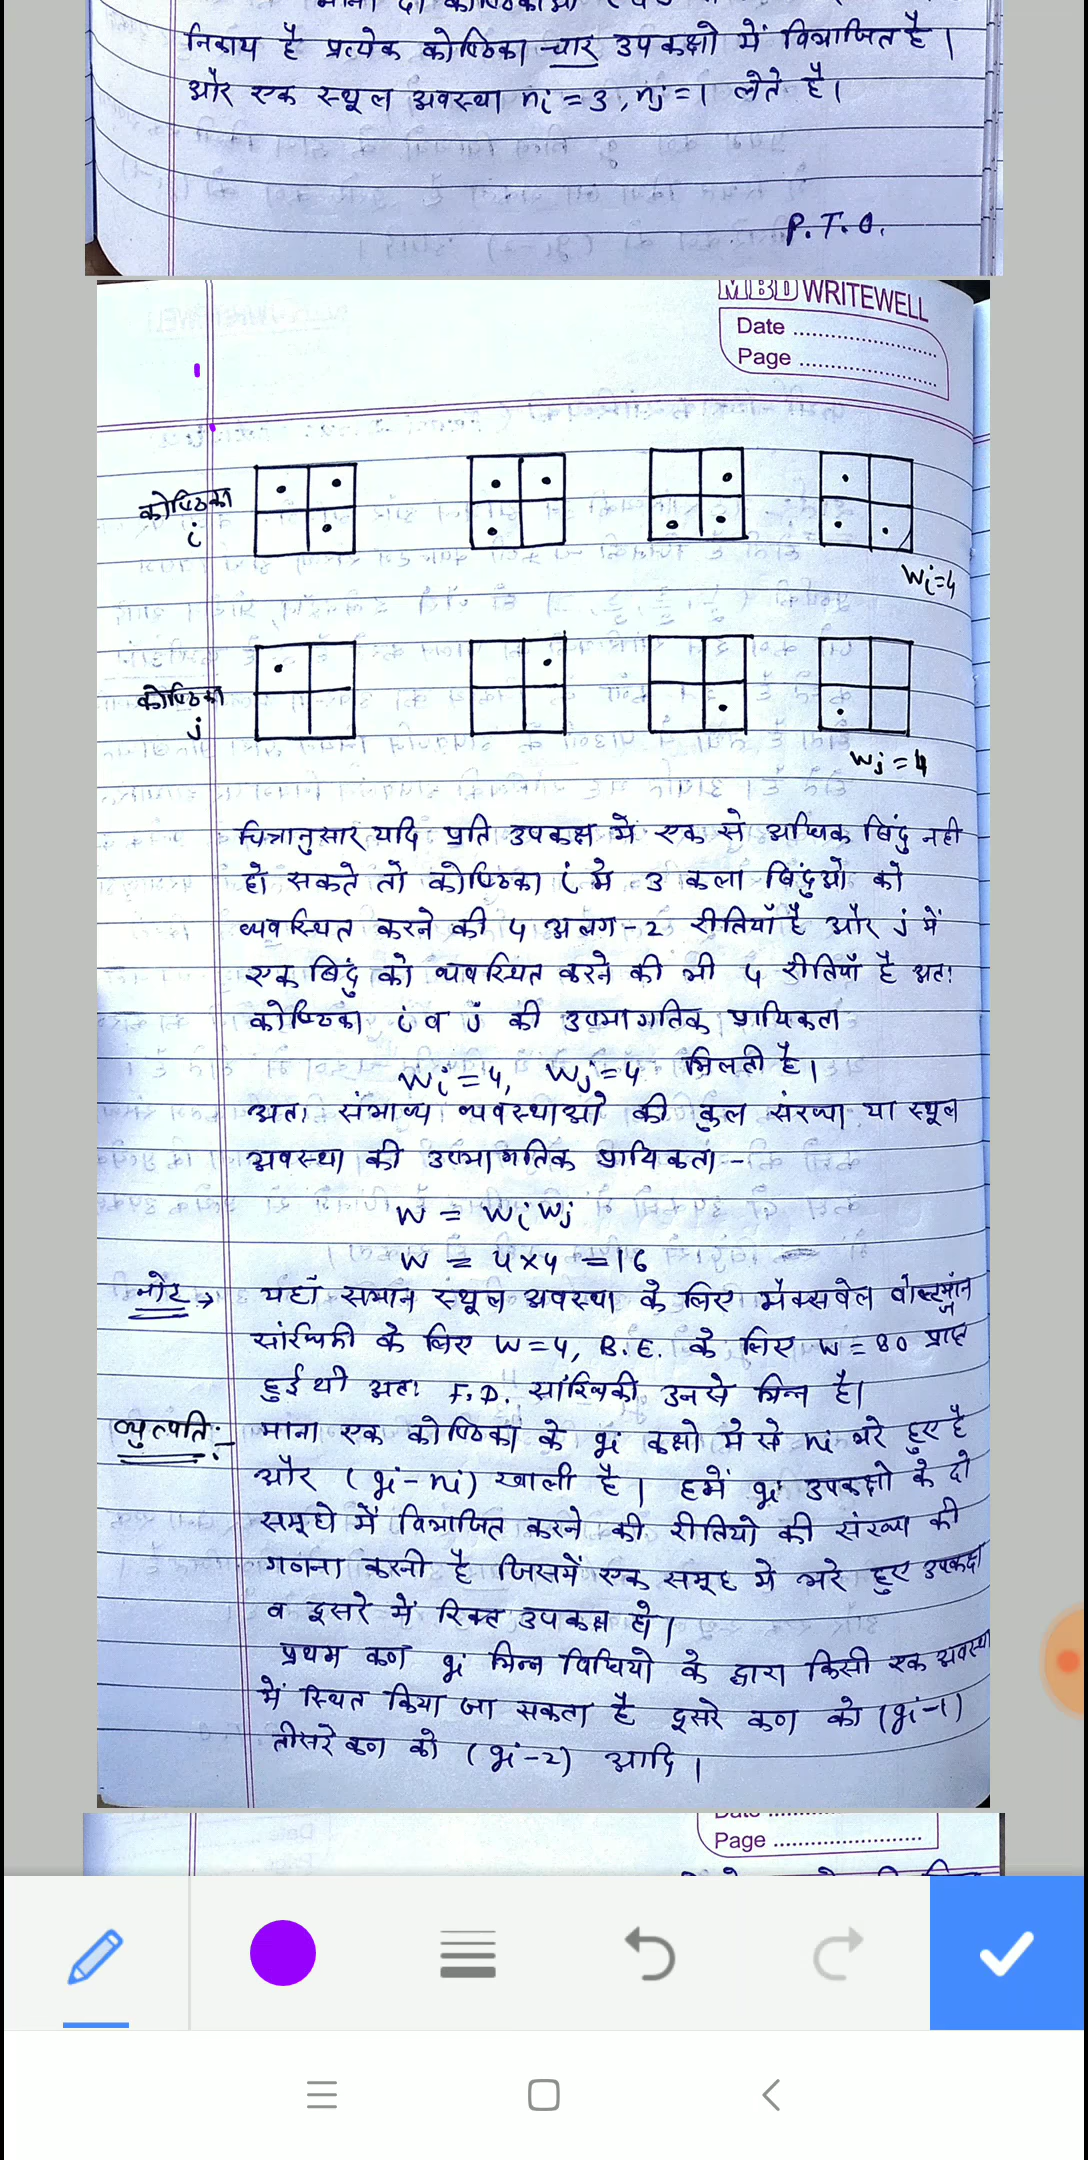 निकाय है प्रत्येक कोष्ठिका चार उपकक्षो में विभाजित है।
और एक स्थूल अवस्था ni = 3, nj = 1 लेते है।
P.T.O.
MBD WRITEWELL
Date
Page
कोष्ठिका
i
Wi=4
कोष्ठिका
j
Wj = 4
चित्रानुसार यदि प्रति उपकक्ष में एक से अधिक बिंदु नही
हो सकते तो कोष्ठिका i मे 3 कला बिंदुओ को
व्यवस्थित करने की 4 अलग-2 रीतियाँ है और j में
एक बिंदु को व्यवस्थित करने की भी 4 रीतियाँ है अतः
कोष्ठिका i व j की उष्मागतिक प्रायिकता
Wi = 4, Wj = 4 मिलती है।
अतः संभाव्य व्यवस्थाओ की कुल संख्या या स्थूल
अवस्था की उष्मागतिक प्रायिकता -
W = Wi Wj
W = 4×4 = 16
नोट → यहाँ समान स्थूल अवस्था के लिए मैक्सवेल बोल्टमान
सांख्यिकी के लिए W = 4, B.E. के लिए W = 80 प्राप्त
हुई थी अतः F.D. सांख्यिकी उनसे भिन्न है।
व्युत्पति :- माना एक कोष्ठिका के gi कक्षो मे से ni भरे हुए है
और (gi - ni) खाली है। हमें gi उपकक्षो के दो
समूहो में विभाजित करने की रीतियो की संख्या की
गणना करनी है जिसमें एक समूह मे भरे हुए उपकक्ष
व दूसरे में रिक्त उपकक्ष हो।
प्रथम कण gi भिन्न विधियो के द्वारा किसी एक अवस्था
में स्थित किया जा सकता है दूसरे कण को (gi-1)
तीसरे कण को (gi-2) आदि।
Page